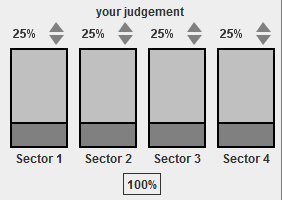 your judgement
25% 25% 25% 25%
Sector 1 Sector 2 Sector 3 Sector 4
100%